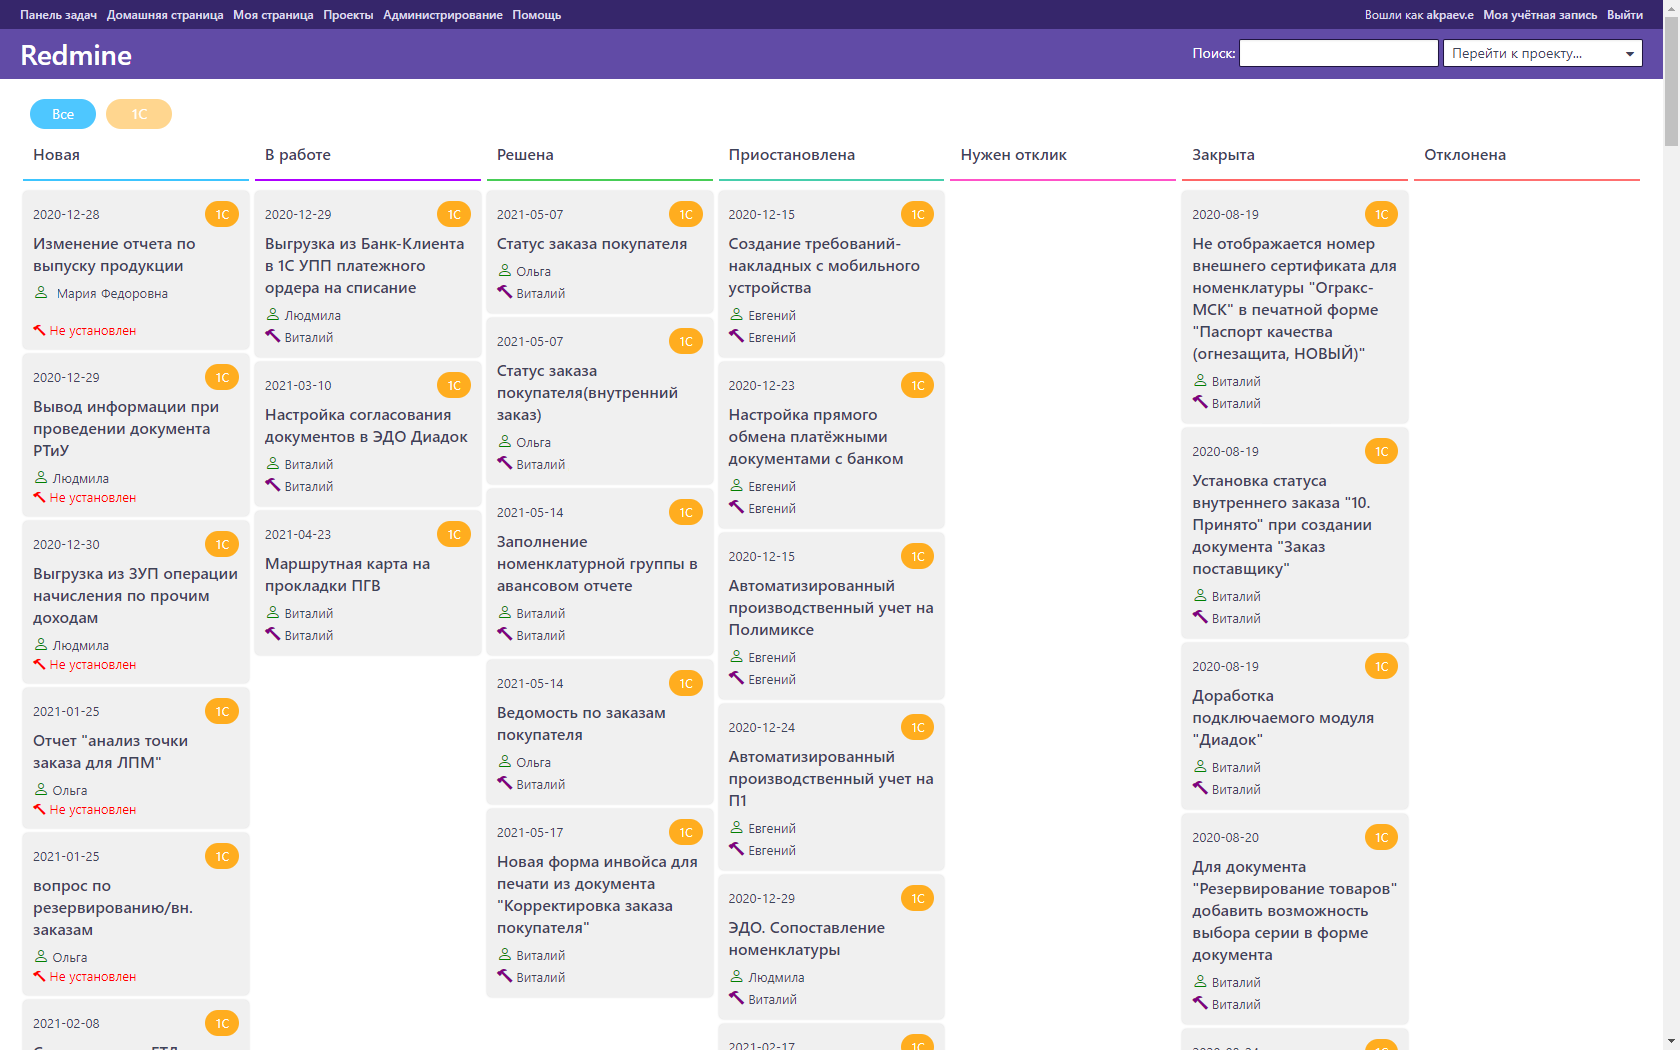 Панель задач Домашняя страница Моя страница Проекты Администрирование Помощь
Вошли как akpaev.e Моя учётная запись Выйти
Redmine
Поиск: Перейти к проекту...
Все 1С
Новая
2020-12-28 1С
Изменение отчета по
выпуску продукции
Мария Федоровна
Не установлен
2020-12-29 1С
Вывод информации при
проведении документа
РТиУ
Людмила
Не установлен
2020-12-30 1С
Выгрузка из ЗУП операции
начисления по прочим
доходам
Людмила
Не установлен
2021-01-25 1С
Отчет "анализ точки
заказа для ЛПМ"
Ольга
Не установлен
2021-01-25 1С
вопрос по
резервированию/вн.
заказам
Ольга
Не установлен
2021-02-08 1С
В работе
2020-12-29 1С
Выгрузка из Банк-Клиента
в 1С УПП платежного
ордера на списание
Людмила
Виталий
2021-03-10 1С
Настройка согласования
документов в ЭДО Диадок
Виталий
Виталий
2021-04-23 1С
Маршрутная карта на
прокладки ПГВ
Виталий
Виталий
Решена
2021-05-07 1С
Статус заказа покупателя
Ольга
Виталий
2021-05-07 1С
Статус заказа
покупателя(внутренний
заказ)
Ольга
Виталий
2021-05-14 1С
Заполнение
номенклатурной группы в
авансовом отчете
Виталий
Виталий
2021-05-14 1С
Ведомость по заказам
покупателя
Ольга
Виталий
2021-05-17 1С
Новая форма инвойса для
печати из документа
"Корректировка заказа
покупателя"
Виталий
Виталий
Приостановлена
2020-12-15 1С
Создание требований-
накладных с мобильного
устройства
Евгений
Евгений
2020-12-23 1С
Настройка прямого
обмена платёжными
документами с банком
Евгений
Евгений
2020-12-15 1С
Автоматизированный
производственный учет на
Полимиксе
Евгений
Евгений
2020-12-24 1С
Автоматизированный
производственный учет на
П1
Евгений
Евгений
2020-12-29 1С
ЭДО. Сопоставление
номенклатуры
Людмила
Виталий
2021-02-17 1С
Нужен отклик
Закрыта
2020-08-19 1С
Не отображается номер
внешнего сертификата для
номенклатуры "Огракс-
МСК" в печатной форме
"Паспорт качества
(огнезащита, НОВЫЙ)"
Виталий
Виталий
2020-08-19 1С
Установка статуса
внутреннего заказа "10.
Принято" при создании
документа "Заказ
поставщику"
Виталий
Виталий
2020-08-19 1С
Доработка
подключаемого модуля
"Диадок"
Виталий
Виталий
2020-08-20 1С
Для документа
"Резервирование товаров"
добавить возможность
выбора серии в форме
документа
Виталий
Виталий
Отклонена